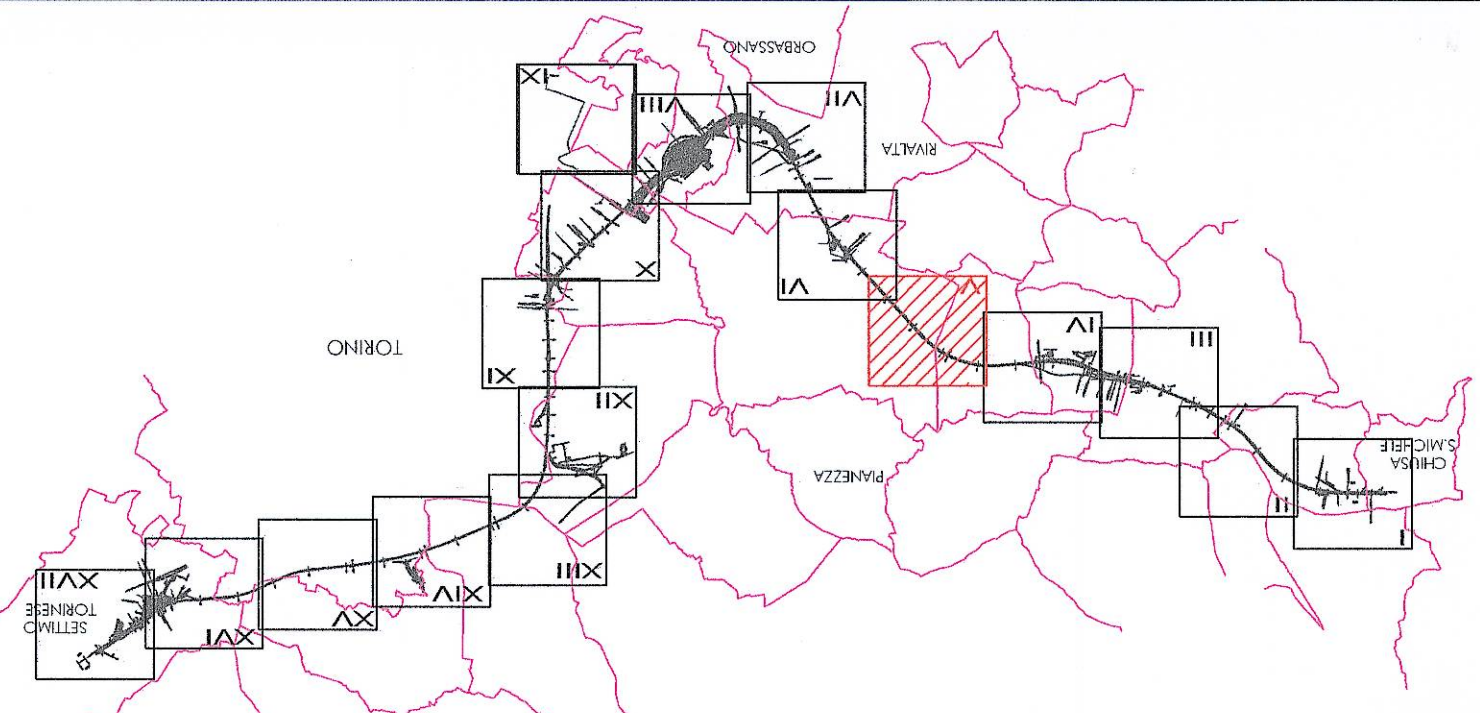 XVI
XV
SETTIMO
TORINESE
XVII
XIV
XIII
I
II
PIANEZZA
CHIUSA
S.MICHELE
XII
XI
TORINO
III
IV
V
VI
X
RIVALTA
VIII
VII
IX
ORBASSANO